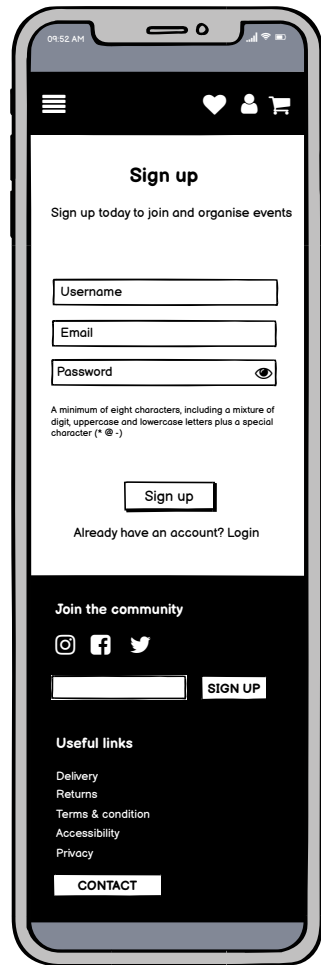 09:52 AM
Sign up
Sign up today to join and organise events
Username
Email
Password
A minimum of eight characters, including a mixture of
digit, uppercase and lowercase letters plus a special
character (* @ -)
Sign up
Already have an account? Login
Join the community
SIGN UP
Useful links
Delivery
Returns
Terms & condition
Accessibility
Privacy
CONTACT